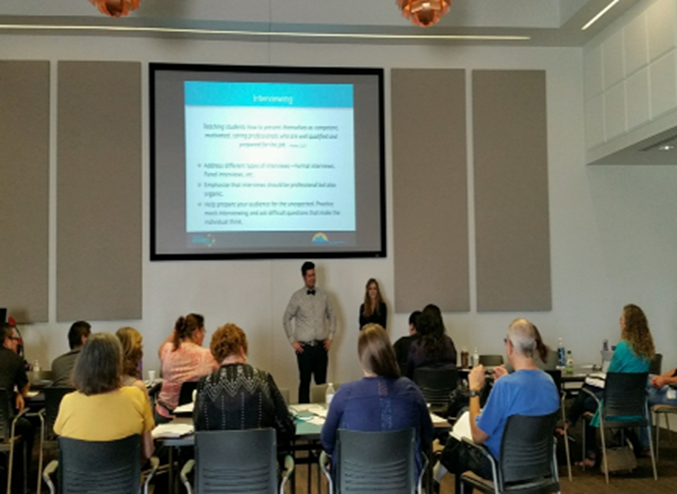 Interviewing
Teaching students how to present themselves as competent,
motivated, caring professionals who are well qualified and
prepared for the job.
Address different types of interviews—formal interviews,
Panel interviews, etc.
Emphasize that interviews should be professional but also
organic.
Help prepare your audience for the unexpected. Practice
mock interviewing and ask difficult questions that make the
individual think.